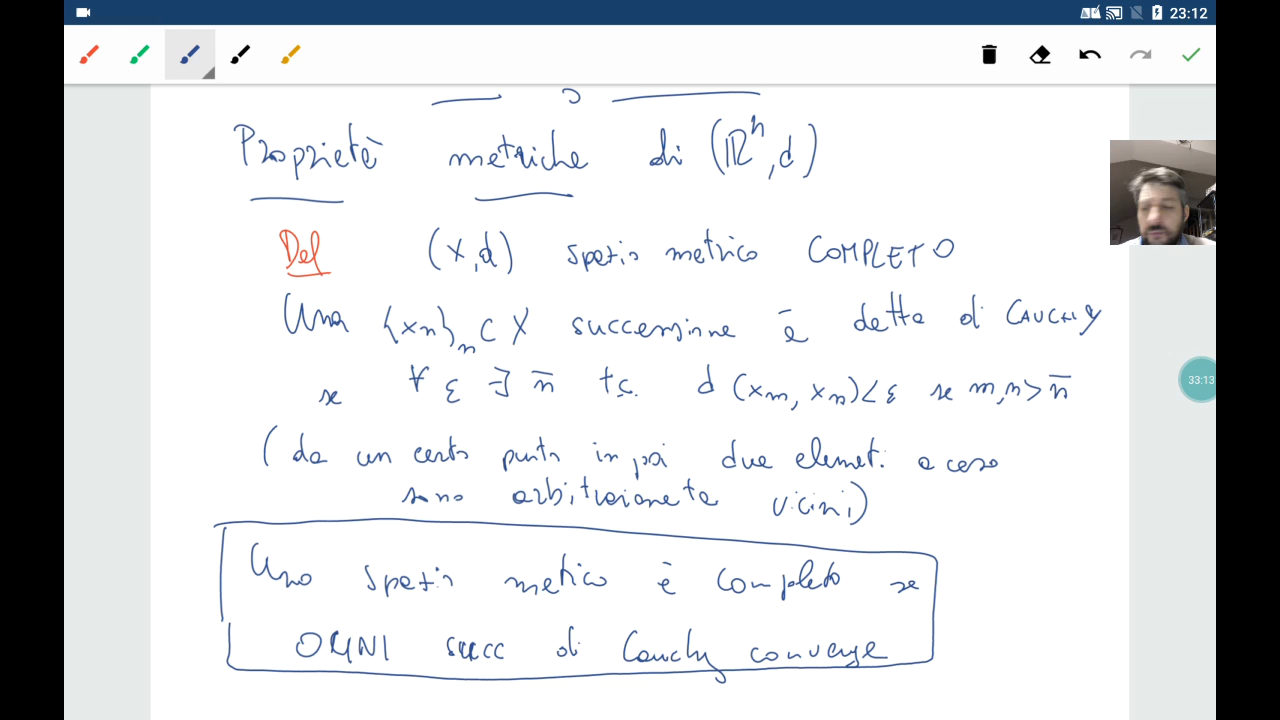 23:12
Proprietà metriche di (ℝⁿ, d)
Def (X, d) spazio metrico COMPLETO
Una {xn}n ⊂ X successione è detta di CAUCHY
se ∀ ε ∃ n̄ t.c. d (xm, xn) < ε se m, n > n̄
(da un certo punto in poi due element. a caso
sono arbitrariamente vicini)
33:13
Uno spazio metrico è completo se
OGNI succ di Cauchy converge